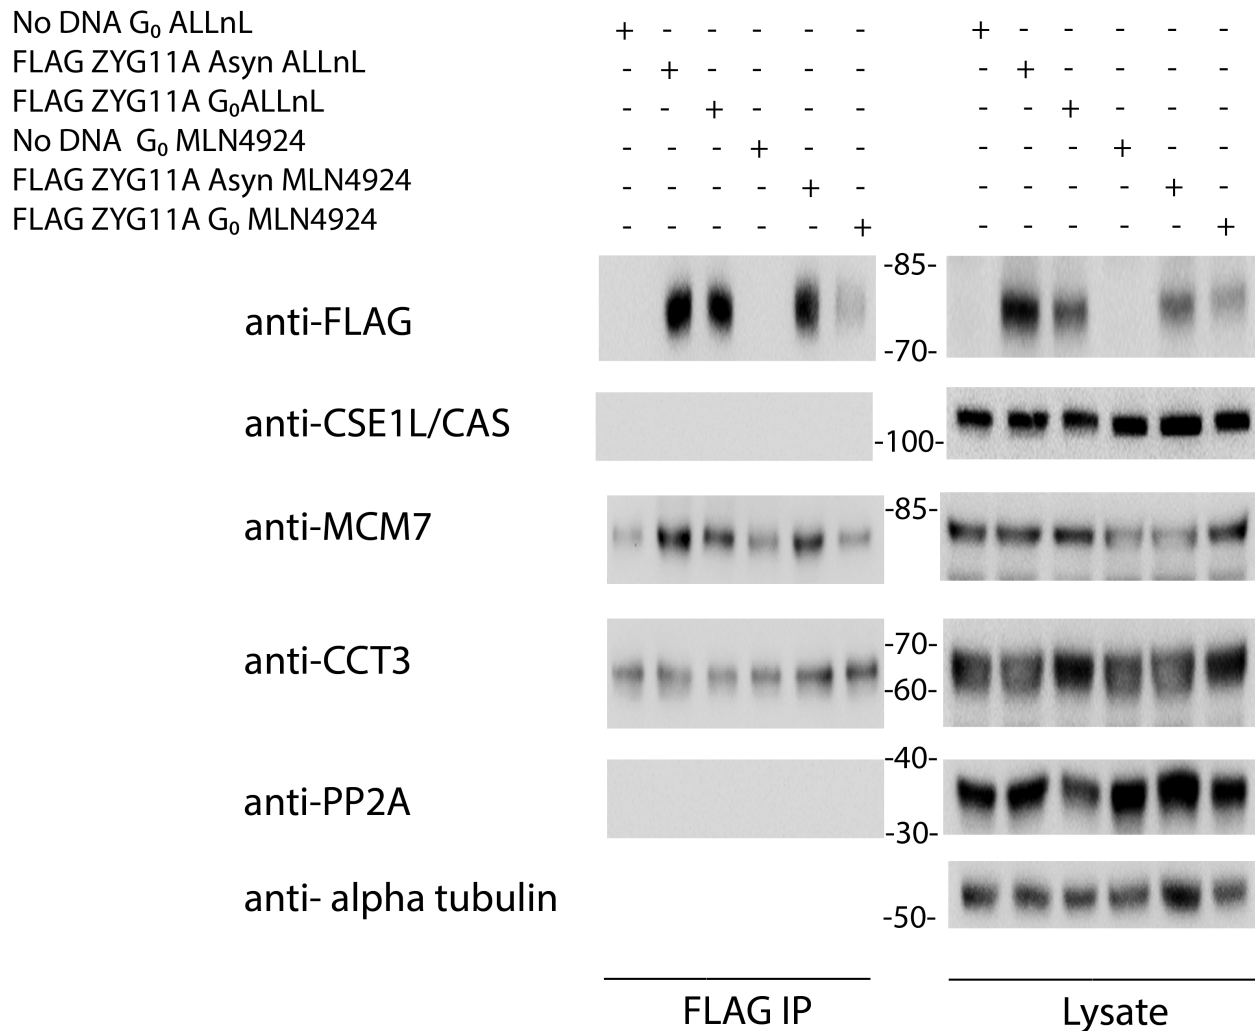 No DNA G₀ ALLnL + - - - - - + - - - - -
FLAG ZYG11A Asyn ALLnL - + - - - - - + - - - -
FLAG ZYG11A G₀ALLnL - - + - - - - - + - - -
No DNA G₀ MLN4924 - - - + - - - - - + - -
FLAG ZYG11A Asyn MLN4924 - - - - + - - - - - + -
FLAG ZYG11A G₀ MLN4924 - - - - - + - - - - - +
-85-
anti-FLAG
-70-
anti-CSE1L/CAS
-100-
-85-
anti-MCM7
-70-
anti-CCT3
-60-
-40-
anti-PP2A
-30-
anti- alpha tubulin
-50-
FLAG IP Lysate